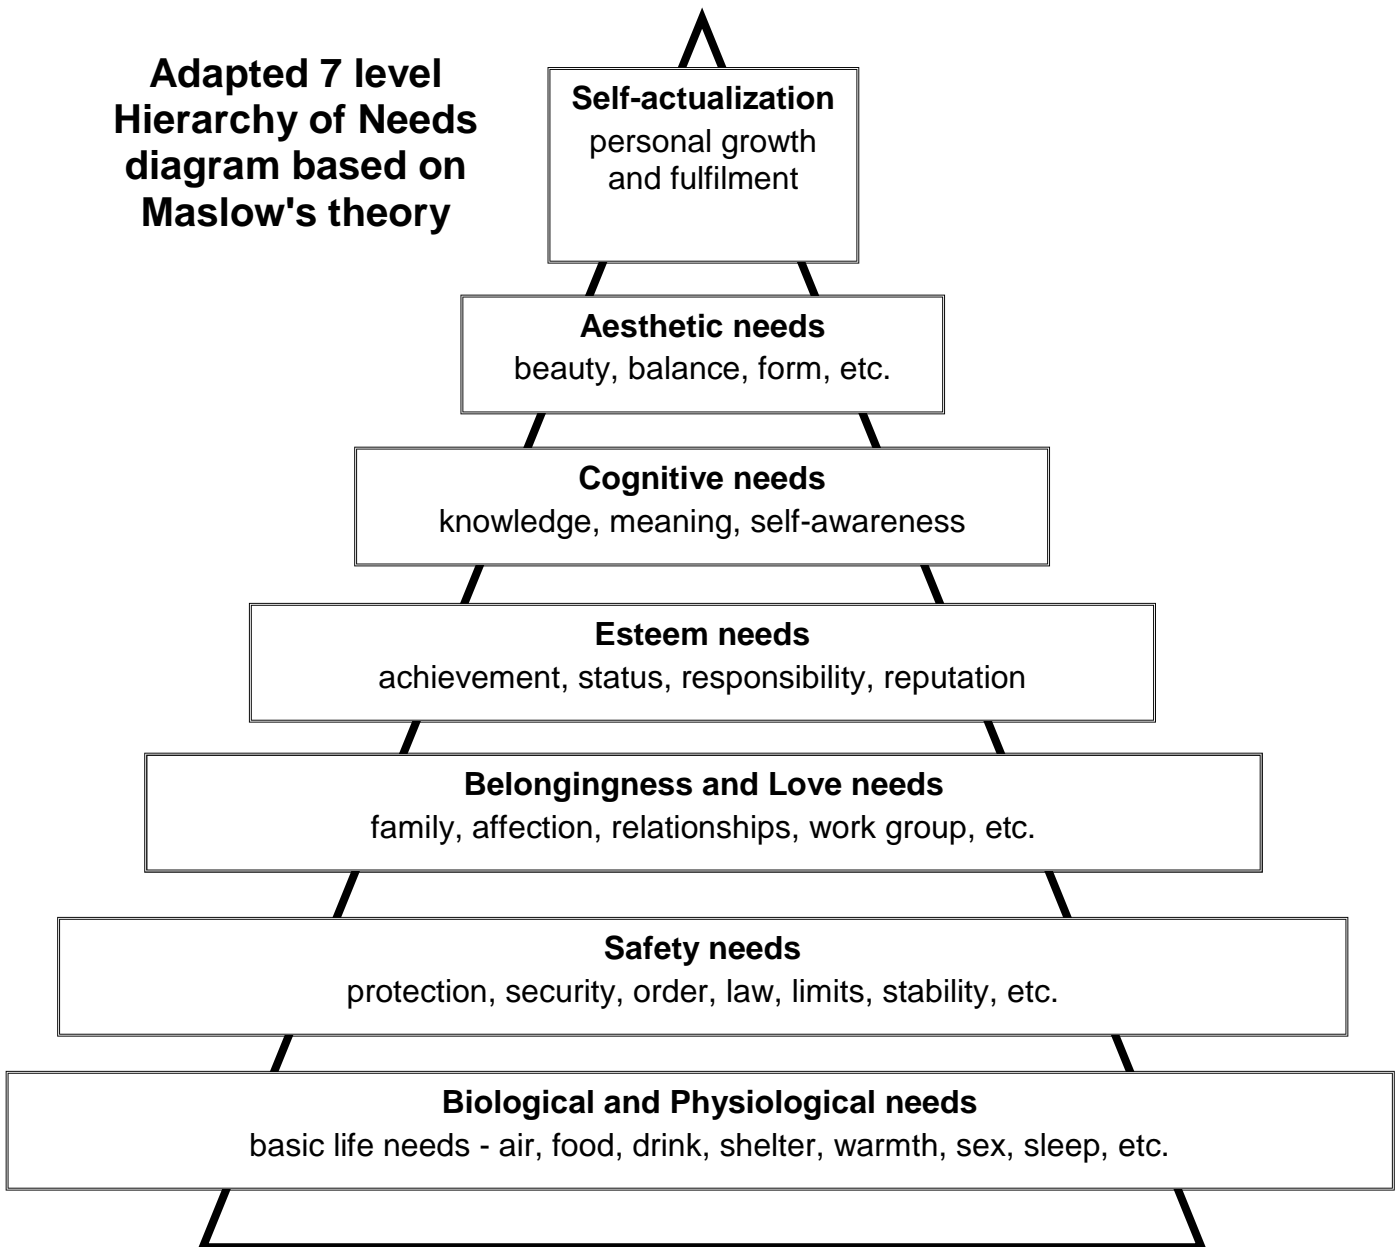 Adapted 7 level
Hierarchy of Needs
diagram based on
Maslow's theory
Self-actualization
personal growth
and fulfilment
Aesthetic needs
beauty, balance, form, etc.
Cognitive needs
knowledge, meaning, self-awareness
Esteem needs
achievement, status, responsibility, reputation
Belongingness and Love needs
family, affection, relationships, work group, etc.
Safety needs
protection, security, order, law, limits, stability, etc.
Biological and Physiological needs
basic life needs - air, food, drink, shelter, warmth, sex, sleep, etc.